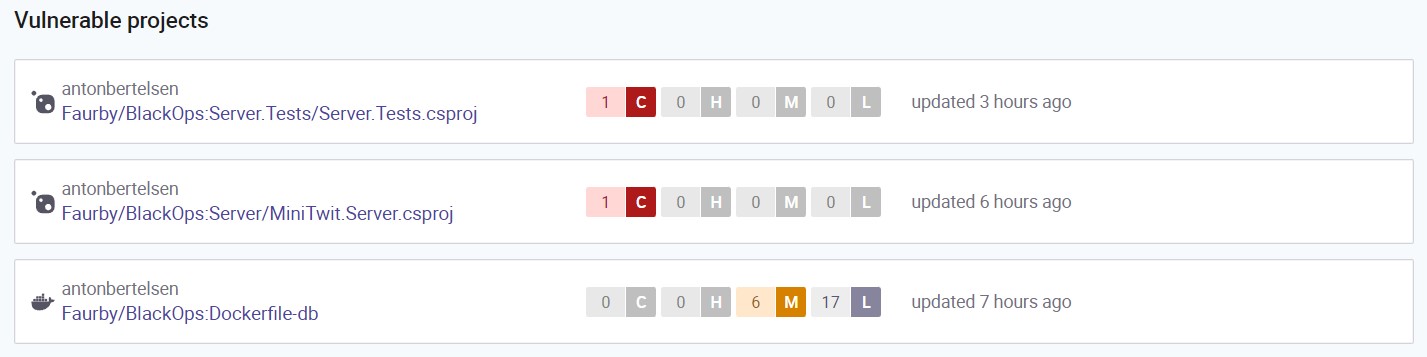 Vulnerable projects
antonbertelsen
Faurby/BlackOps:Server.Tests/Server.Tests.csproj
1 C 0 H 0 M 0 L
updated 3 hours ago
antonbertelsen
Faurby/BlackOps:Server/MiniTwit.Server.csproj
1 C 0 H 0 M 0 L
updated 6 hours ago
antonbertelsen
Faurby/BlackOps:Dockerfile-db
0 C 0 H 6 M 17 L
updated 7 hours ago